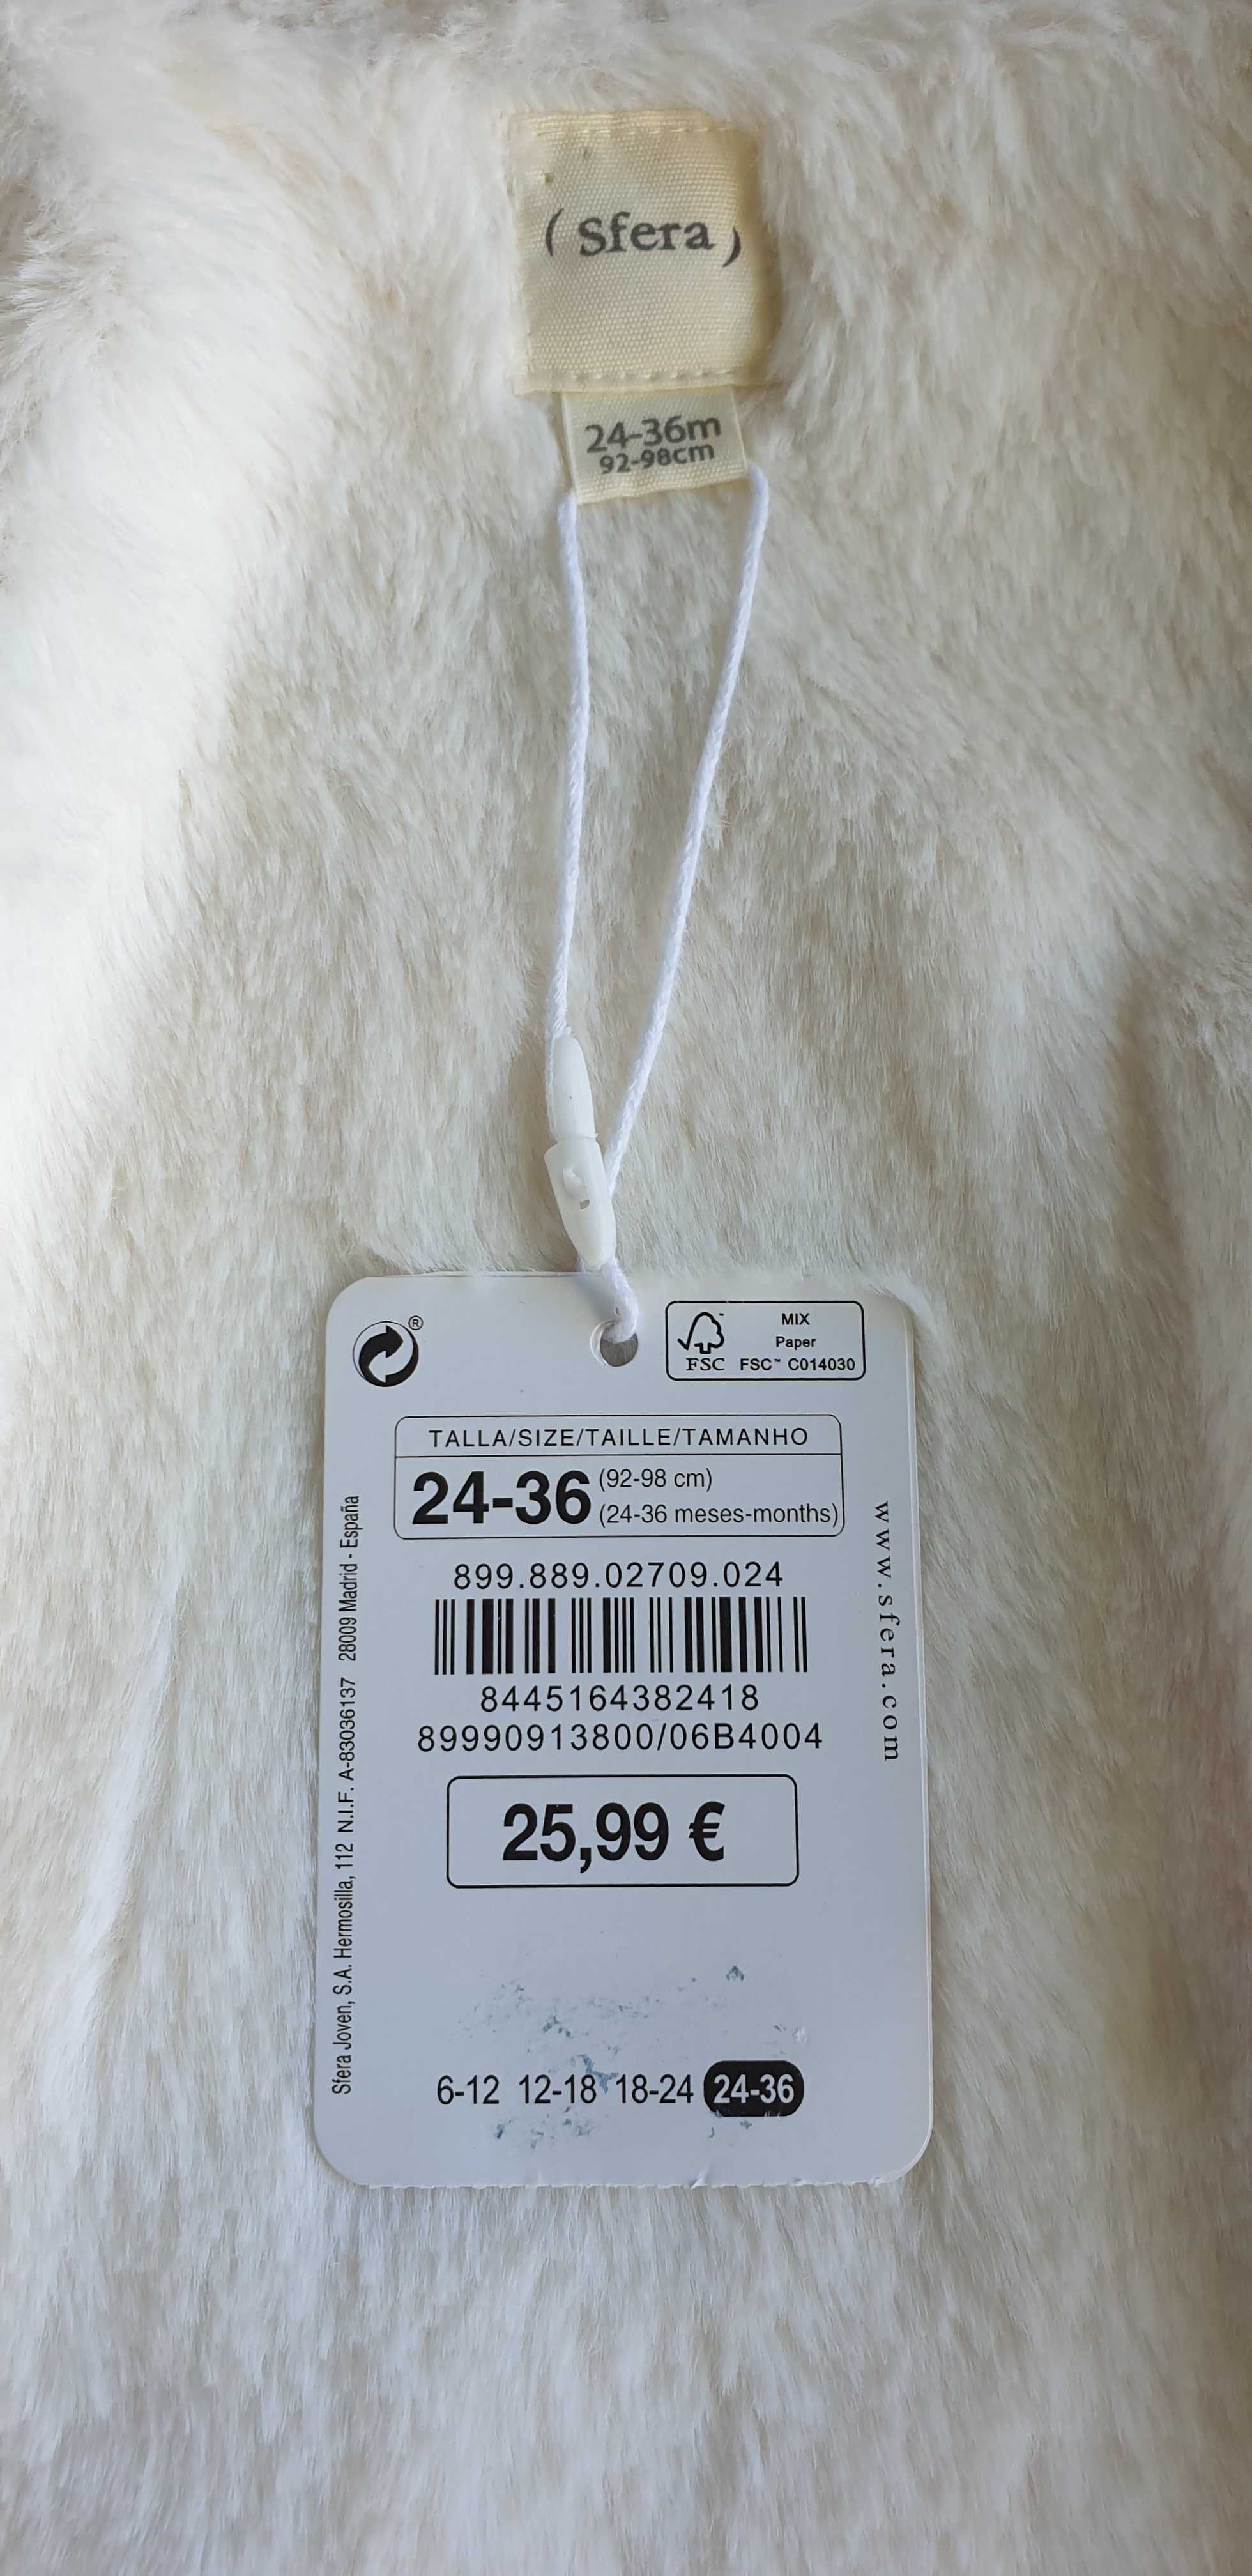 ( Sfera )
24-36m
92-98cm
®
MIX
Paper
FSC FSC™ C014030
TALLA/SIZE/TAILLE/TAMANHO
24-36 (92-98 cm)
(24-36 meses-months)
899.889.02709.024
8445164382418
89990913800/06B4004
25,99 €
6-12 12-18 18-24 24-36
Sfera Joven, S.A. Hermosilla, 112 N.I.F. A-83036137 28009 Madrid - España
www.sfera.com